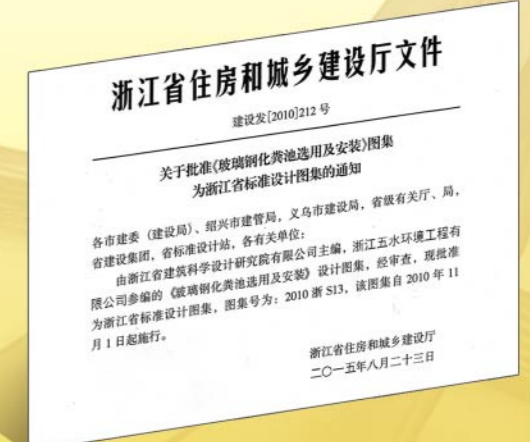 浙江省住房和城乡建设厅文件
建设发[2010]212 号
关于批准《玻璃钢化粪池选用及安装》图集
为浙江省标准设计图集的通知
各市建委（建设局）、绍兴市建管局，义乌市建设局，省级有关厅、局，
省建设集团，省标准设计站，各有关单位：
由浙江省建筑科学设计研究院有限公司主编，浙江五水环境工程有
限公司参编的《玻璃钢化粪池选用及安装》设计图集，经审查，现批准
为浙江省标准设计图集，图集号为：2010 浙 S13，该图集自 2010 年 11
月 1 日起施行。
浙江省住房和城乡建设厅
二〇一五年八月二十三日